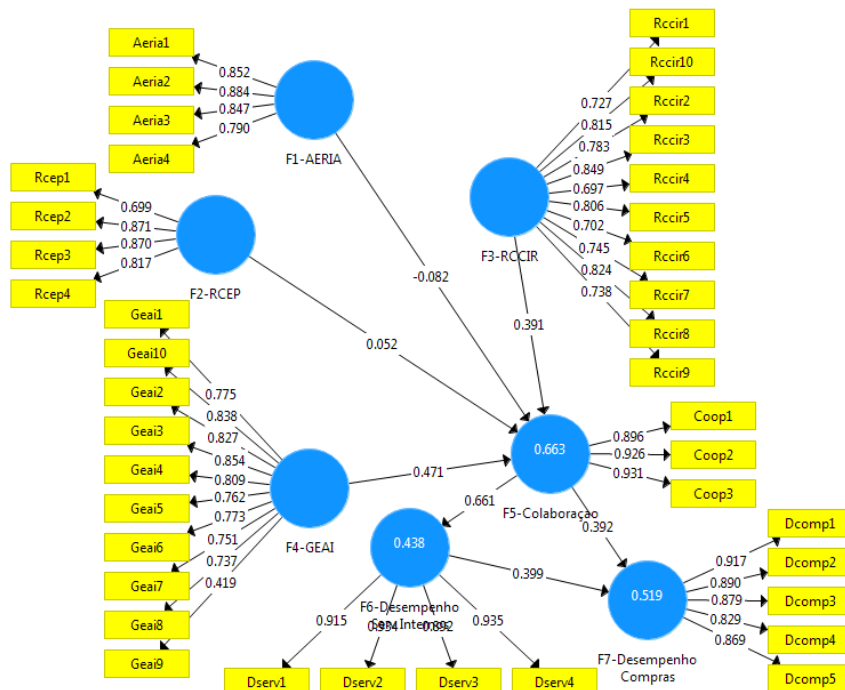 Aeria1
Aeria2
Aeria3
Aeria4
0.852
0.884
0.847
0.790
F1-AERIA
Rccir1
Rccir10
Rccir2
Rccir3
Rccir4
Rccir5
Rccir6
Rccir7
Rccir8
Rccir9
0.727
0.815
0.783
0.849
0.697
0.806
0.702
0.745
0.824
0.738
F3-RCCIR
Rcep1
Rcep2
Rcep3
Rcep4
0.699
0.871
0.870
0.817
F2-RCEP
-0.082
0.052
0.391
Geai1
Geai10
Geai2
Geai3
Geai4
Geai5
Geai6
Geai7
Geai8
Geai9
0.775
0.838
0.827
0.854
0.809
0.762
0.773
0.751
0.737
0.419
F4-GEAI
0.471
0.663
F5-Colaboração
0.896
0.926
0.931
Coop1
Coop2
Coop3
0.661
0.392
0.438
F6-Desempenho
0.399
0.915
0.934
0.892
0.935
Dserv1
Dserv2
Dserv3
Dserv4
0.519
F7-Desempenho
Compras
0.917
0.890
0.879
0.829
0.869
Dcomp1
Dcomp2
Dcomp3
Dcomp4
Dcomp5